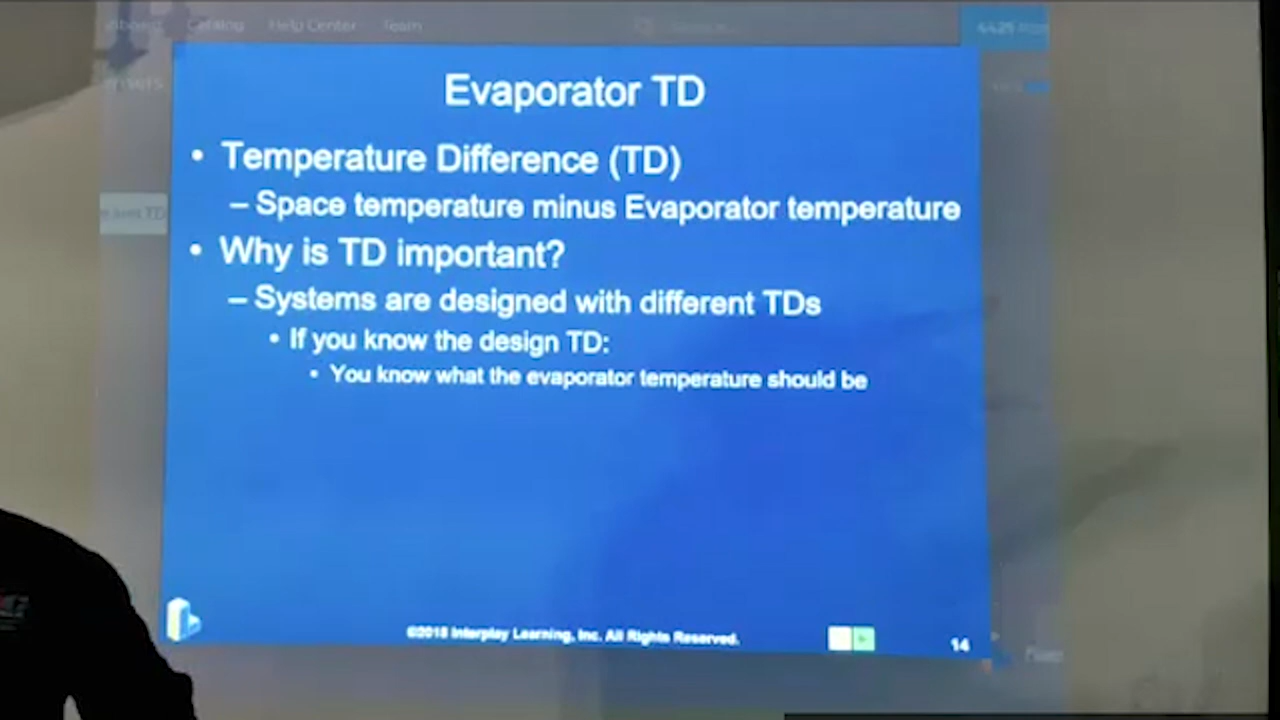 Catalog Help Center Team
Evaporator TD
• Temperature Difference (TD)
– Space temperature minus Evaporator temperature
• Why is TD important?
– Systems are designed with different TDs
• If you know the design TD:
• You know what the evaporator temperature should be
©2018 Interplay Learning, Inc. All Rights Reserved.
14